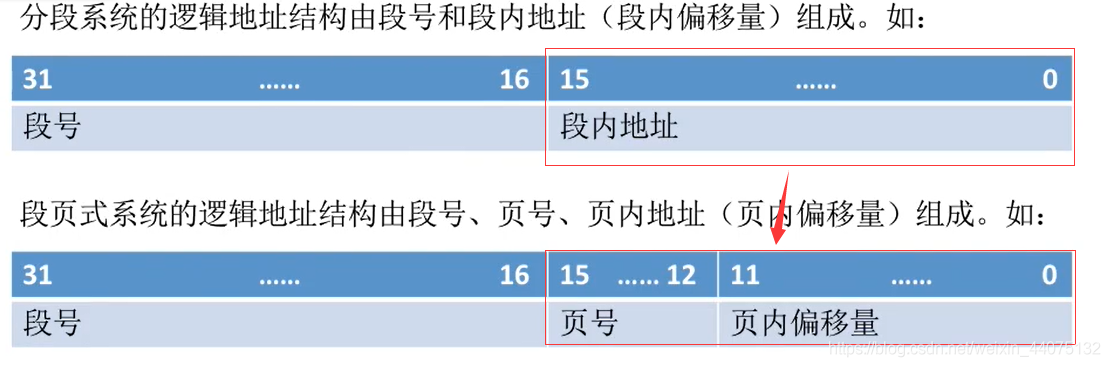 分段系统的逻辑地址结构由段号和段内地址（段内偏移量）组成。如：
31 …… 16 15 …… 0
段号 段内地址
段页式系统的逻辑地址结构由段号、页号、页内地址（页内偏移量）组成。如：
31 …… 16 15 …… 12 11 …… 0
段号 页号 页内偏移量
https://blog.csdn.net/weixin_44075132